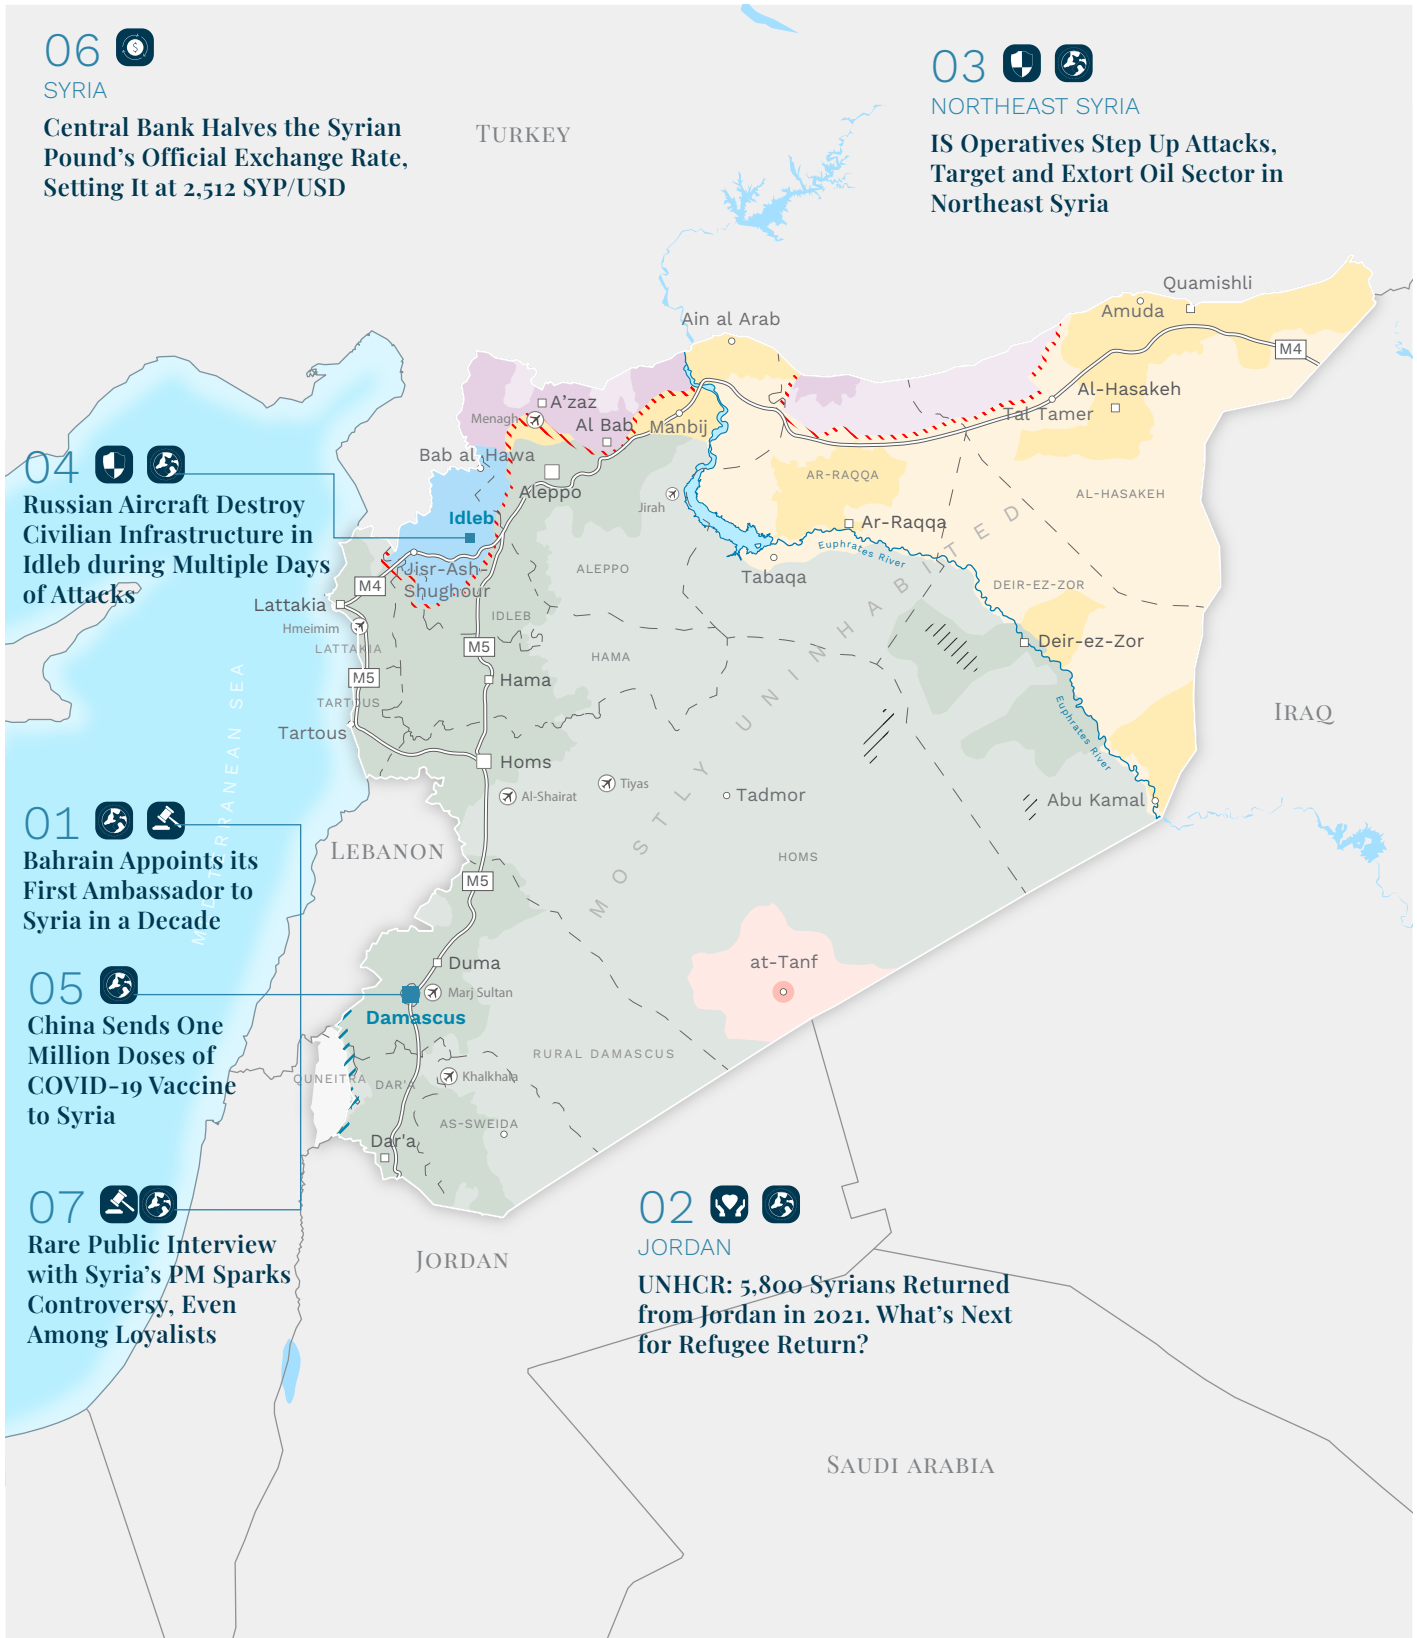 06
SYRIA
Central Bank Halves the Syrian
Pound’s Official Exchange Rate,
Setting It at 2,512 SYP/USD
TURKEY
03
NORTHEAST SYRIA
IS Operatives Step Up Attacks,
Target and Extort Oil Sector in
Northeast Syria
Quamishli
Amuda
Ain al Arab
M4
Al-Hasakeh
A’zaz
Tal Tamer
Menagh
Al Bab
Manbij
Bab al-Hawa
AR-RAQQA
AL-HASAKEH
Aleppo
Jirah
Idleb
Ar-Raqqa
04
Russian Aircraft Destroy
Civilian Infrastructure in
Idleb during Multiple Days
of Attacks
Euphrates River
Jisr-Ash-
Shughour
ALEPPO
Tabaqa
DEIR-EZ-ZOR
M4
Lattakia
IDLEB
Hmeimim
LATTAKIA
M5
HAMA
Deir-ez-Zor
M5
Hama
TARTOUS
Euphrates River
IRAQ
Tartous
Homs
Tiyas
Al-Shairat
Tadmor
Abu Kamal
MOSTLY UNINHABITED
MEDITERRANEAN SEA
01
Bahrain Appoints its
First Ambassador to
Syria in a Decade
LEBANON
HOMS
M5
Duma
at-Tanf
05
China Sends One
Million Doses of
COVID-19 Vaccine
to Syria
Marj Sultan
Damascus
RURAL DAMASCUS
QUNEITRA
DAR'A
Khalkhala
AS-SWEIDA
Dar'a
07
Rare Public Interview
with Syria’s PM Sparks
Controversy, Even
Among Loyalists
JORDAN
02
JORDAN
UNHCR: 5,800 Syrians Returned
from Jordan in 2021. What’s Next
for Refugee Return?
SAUDI ARABIA